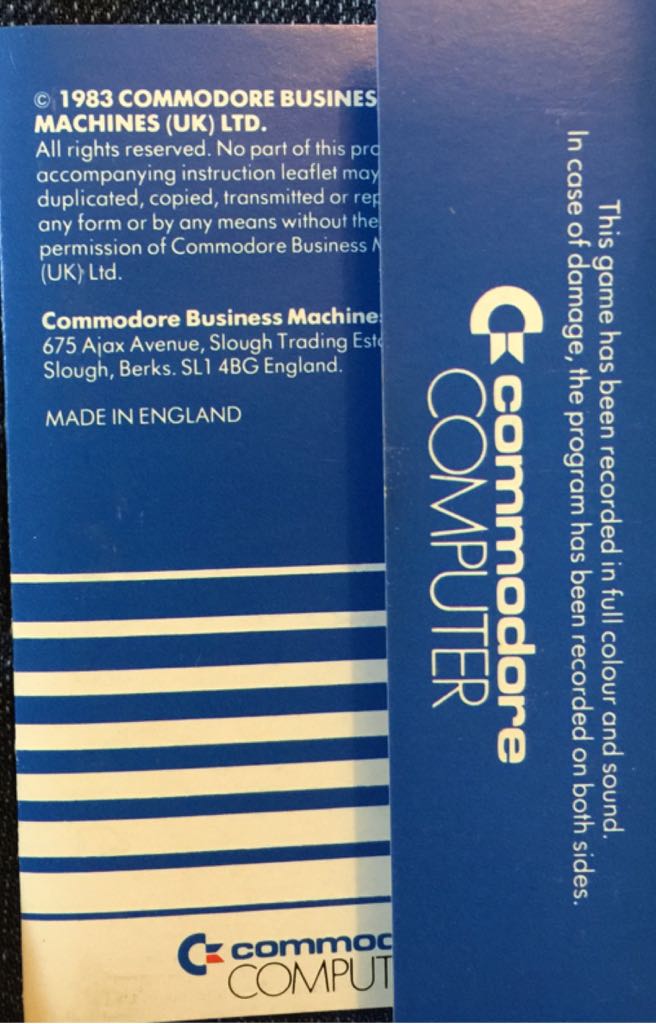 © 1983 COMMODORE BUSINES
MACHINES (UK) LTD.
All rights reserved. No part of this pro
accompanying instruction leaflet may
duplicated, copied, transmitted or rep
any form or by any means without the
permission of Commodore Business M
(UK) Ltd.
Commodore Business Machine
675 Ajax Avenue, Slough Trading Esta
Slough, Berks. SL1 4BG England.
MADE IN ENGLAND
commod
COMPUT
This game has been recorded in full colour and sound.
In case of damage, the program has been recorded on both sides.
commodore
COMPUTER